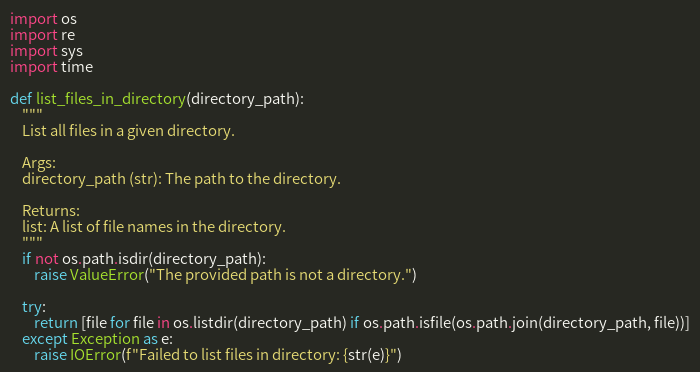 import os
import re
import sys
import time

def list_files_in_directory(directory_path):
    """
    List all files in a given directory.

    Args:
    directory_path (str): The path to the directory.

    Returns:
    list: A list of file names in the directory.
    """
    if not os.path.isdir(directory_path):
        raise ValueError("The provided path is not a directory.")

    try:
        return [file for file in os.listdir(directory_path) if os.path.isfile(os.path.join(directory_path, file))]
    except Exception as e:
        raise IOError(f"Failed to list files in directory: {str(e)}")